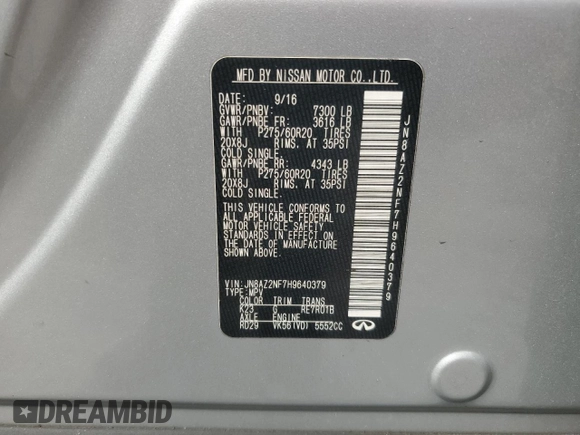 MFD BY NISSAN MOTOR CO.,LTD.
DATE: 9/16
GVWR/PNBV: 7300 LB
GAWR/PNBE FR: 3616 LB
WITH P275/60R20 TIRES
20X8J RIMS. AT 35PSI
COLD SINGLE.
GAWR/PNBE RR: 4343 LB
WITH P275/60R20 TIRES
20X8J RIMS. AT 35PSI
COLD SINGLE.
THIS VEHICLE CONFORMS TO
ALL APPLICABLE FEDERAL
MOTOR VEHICLE SAFETY
STANDARDS IN EFFECT ON
THE DATE OF MANUFACTURE
SHOWN ABOVE.
VIN:JN8AZ2NF7H9640379
TYPE:MPV
COLOR TRIM TRANS
K23 G RE7R01B
AXLE ENGINE
RD29 VK56(VD) 5552CC
JN8AZ2NF7H9640379
INFINITI
DREAMBID